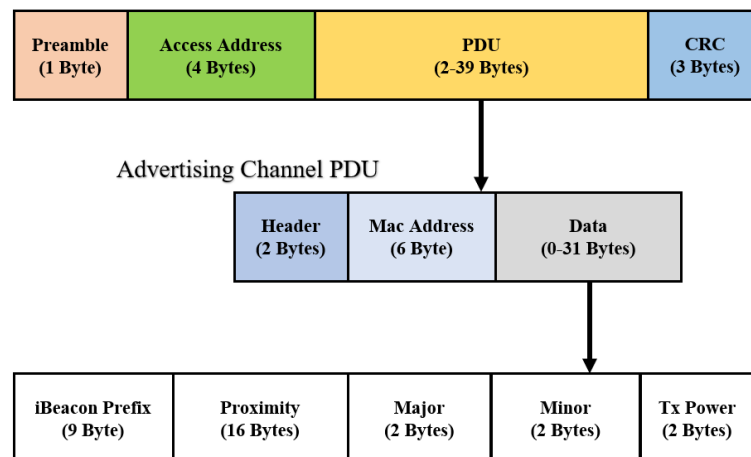 Preamble
(1 Byte)
Access Address
(4 Bytes)
PDU
(2-39 Bytes)
CRC
(3 Bytes)
Advertising Channel PDU
Header
(2 Bytes)
Mac Address
(6 Byte)
Data
(0-31 Bytes)
iBeacon Prefix
(9 Byte)
Proximity
(16 Bytes)
Major
(2 Bytes)
Minor
(2 Bytes)
Tx Power
(2 Bytes)